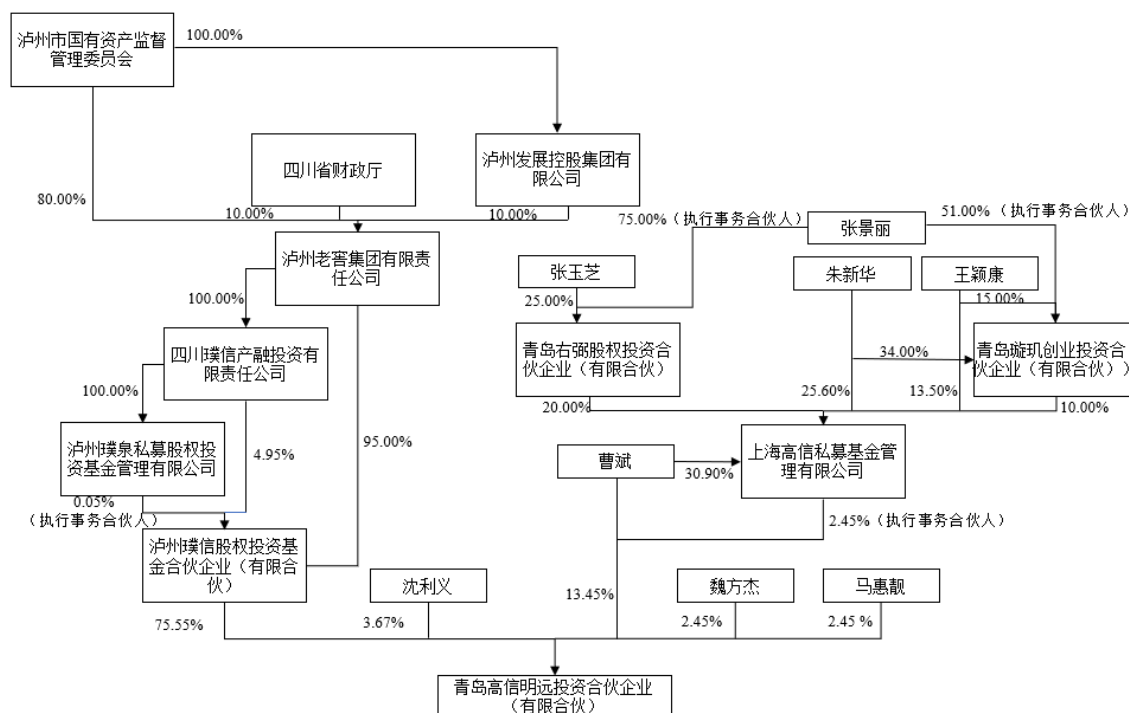 泸州市国有资产监督
管理委员会
100.00%
四川省财政厅
泸州发展控股集团有
限公司
80.00%
10.00%
10.00%
75.00%（执行事务合伙人）
51.00%（执行事务合伙人）
张景丽
泸州老窖集团有限责
任公司
张玉芝
朱新华
王颖康
100.00%
25.00%
15.00%
四川璞信产融投资有
限责任公司
青岛右弼股权投资合
伙企业（有限合伙）
34.00%
青岛璇玑创业投资合
伙企业（有限合伙））
100.00%
20.00%
25.60%
13.50%
10.00%
泸州璞泉私募股权投
资基金管理有限公司
4.95%
95.00%
曹斌
30.90%
上海高信私募基金管
理有限公司
0.05%
（执行事务合伙人）
2.45%（执行事务合伙人）
泸州璞信股权投资基
金合伙企业（有限合
伙）
沈利义
13.45%
魏方杰
马惠靓
75.55%
3.67%
2.45%
2.45 %
青岛高信明远投资合伙企业
（有限合伙）